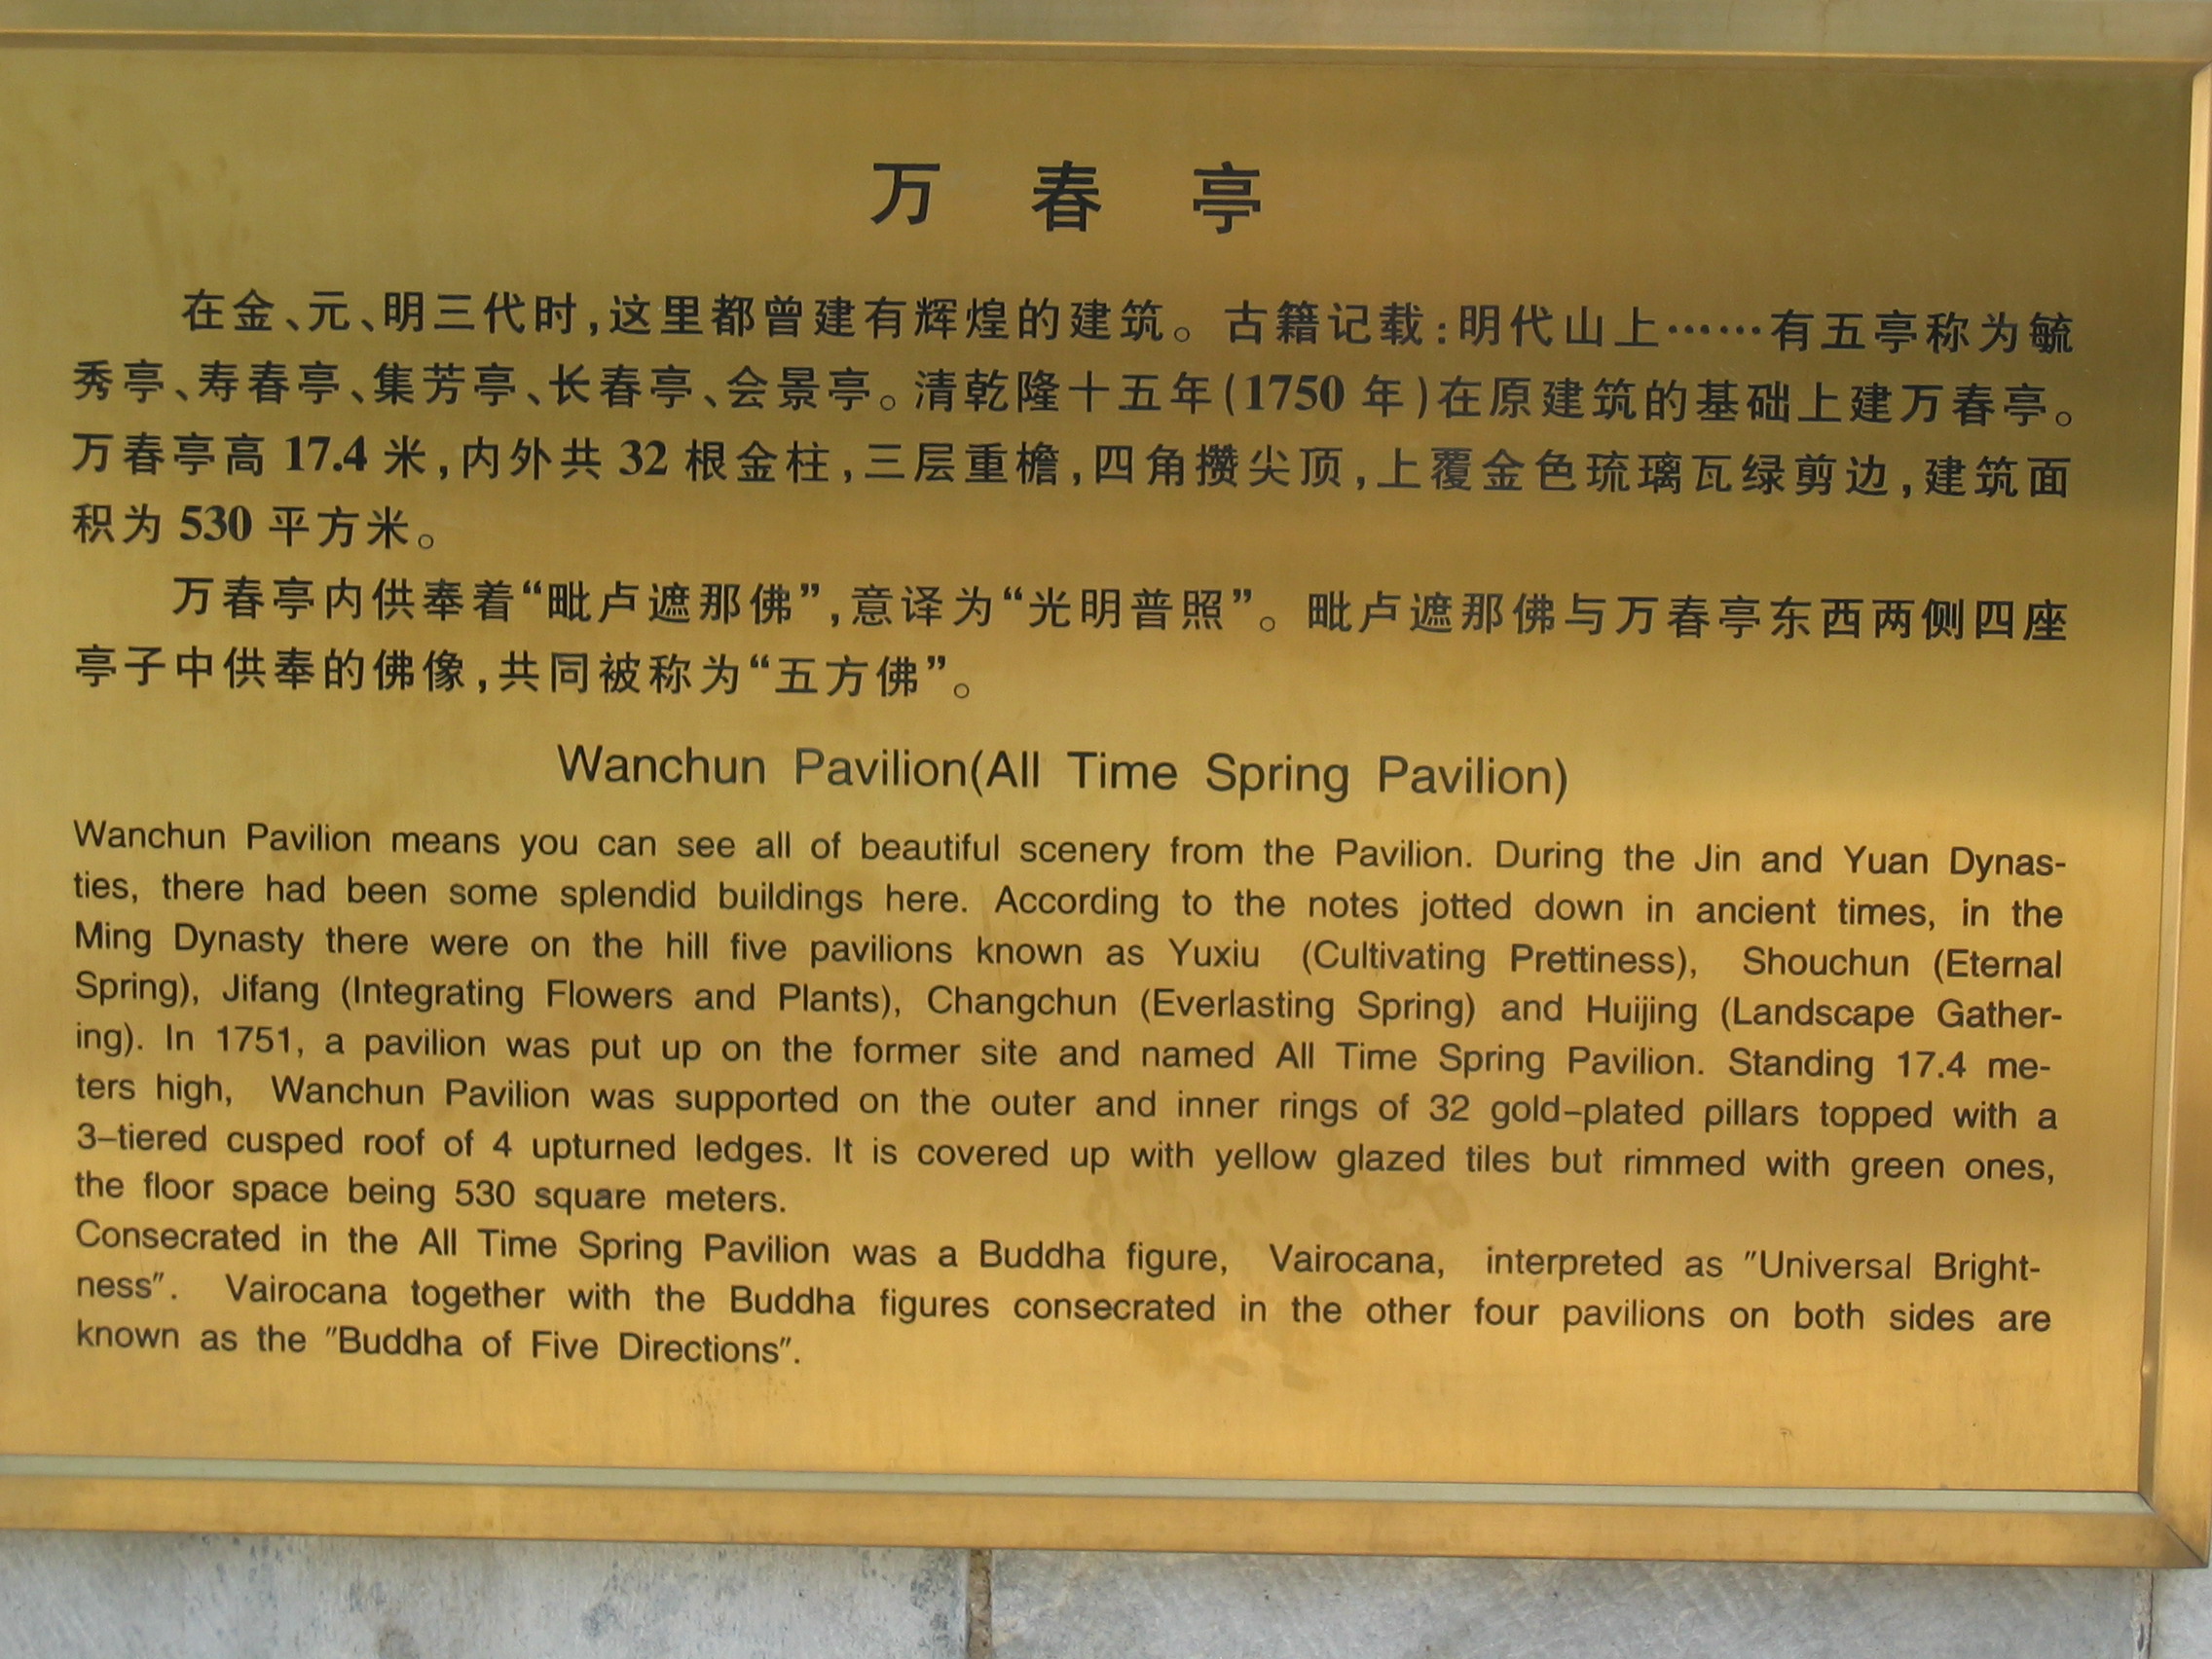 万春亭
在金、元、明三代时,这里都曾建有辉煌的建筑。古籍记载:明代山上……有五亭称为毓
秀亭、寿春亭、集芳亭、长春亭、会景亭。清乾隆十五年(1750 年)在原建筑的基础上建万春亭。
万春亭高 17.4 米,内外共 32 根金柱,三层重檐,四角攒尖顶,上覆金色琉璃瓦绿剪边,建筑面
积为 530 平方米。
万春亭内供奉着“毗卢遮那佛”,意译为“光明普照”。毗卢遮那佛与万春亭东西两侧四座
亭子中供奉的佛像,共同被称为“五方佛”。
Wanchun Pavilion(All Time Spring Pavilion)
Wanchun Pavilion means you can see all of beautiful scenery from the Pavilion. During the Jin and Yuan Dynas-
ties, there had been some splendid buildings here. According to the notes jotted down in ancient times, in the
Ming Dynasty there were on the hill five pavilions known as Yuxiu (Cultivating Prettiness), Shouchun (Eternal
Spring), Jifang (Integrating Flowers and Plants), Changchun (Everlasting Spring) and Huijing (Landscape Gather-
ing). In 1751, a pavilion was put up on the former site and named All Time Spring Pavilion. Standing 17.4 me-
ters high, Wanchun Pavilion was supported on the outer and inner rings of 32 gold-plated pillars topped with a
3-tiered cusped roof of 4 upturned ledges. It is covered up with yellow glazed tiles but rimmed with green ones,
the floor space being 530 square meters.
Consecrated in the All Time Spring Pavilion was a Buddha figure, Vairocana, interpreted as "Universal Bright-
ness". Vairocana together with the Buddha figures consecrated in the other four pavilions on both sides are
known as the "Buddha of Five Directions".